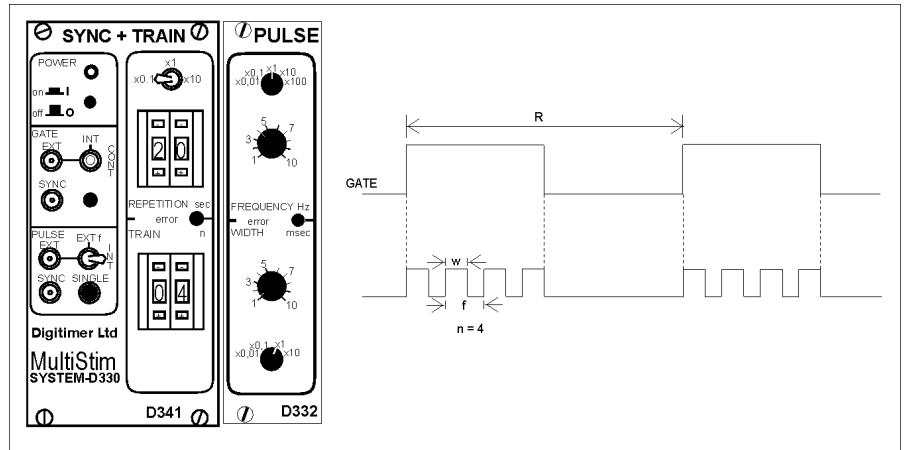 SYNC + TRAIN
POWER
on I
off O
GATE
EXT INT
CONT
SYNC
PULSE
EXT EXT f
INT
SYNC SINGLE
Digitimer Ltd
MultiStim
SYSTEM-D330
x1
x0.1 x10
2 0
REPETITION sec
error
TRAIN n
0 4
D341
PULSE
x0,01 x0,1 x1 x10 x100
1 3 5 7 10
FREQUENCY Hz
error
WIDTH msec
1 3 5 7 10
x0,01 x0,1 x1 x10
D332
R
GATE
w
f
n = 4